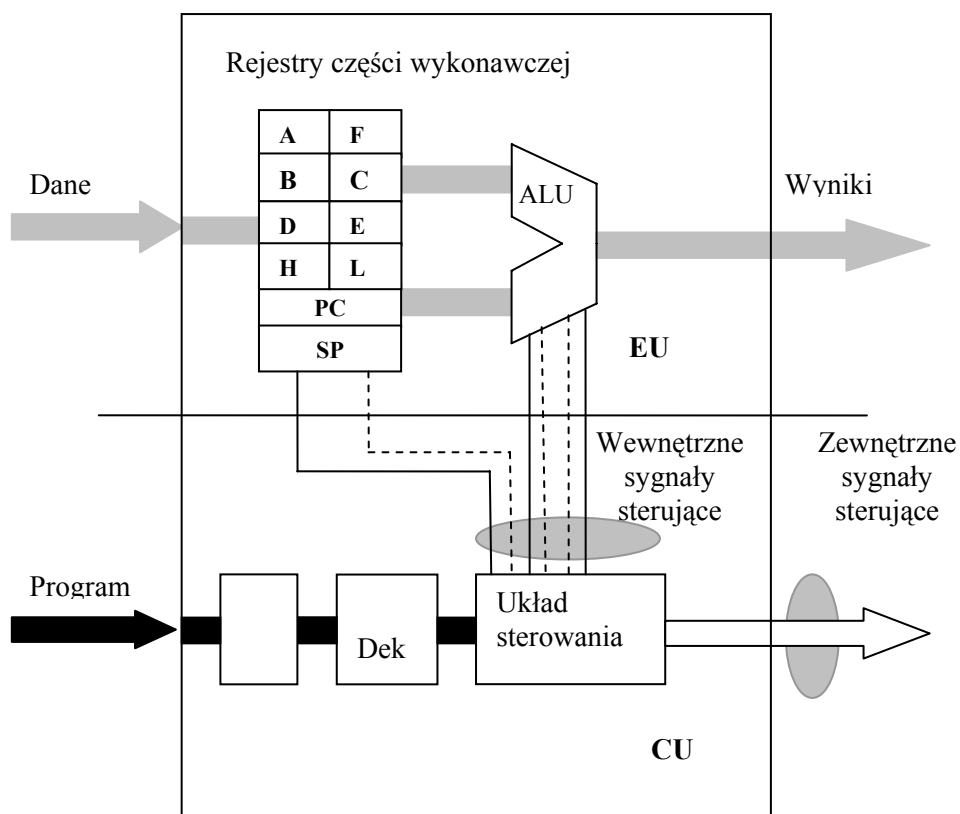 Rejestry części wykonawczej
A F
B C
D E
H L
PC
SP
ALU
Dane
Wyniki
EU
Wewnętrzne
sygnały
sterujące
Zewnętrzne
sygnały
sterujące
Program
Dek
Układ
sterowania
CU